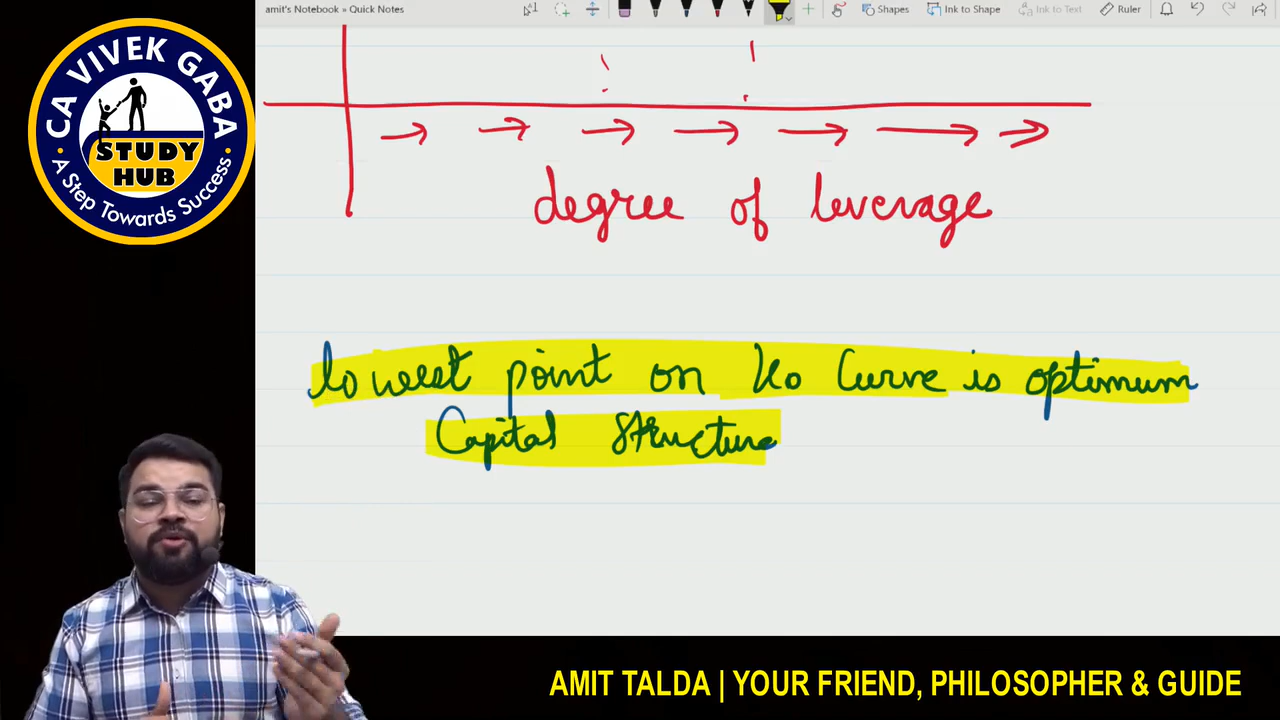 amit's Notebook » Quick Notes
Shapes
Ink to Shape
Ink to Text
Ruler
CA VIVEK GABA
STUDY
HUB
• A Step Towards Success •
degree of leverage
lowest point on Ko Curve is optimum
Capital Structure
AMIT TALDA | YOUR FRIEND, PHILOSOPHER & GUIDE